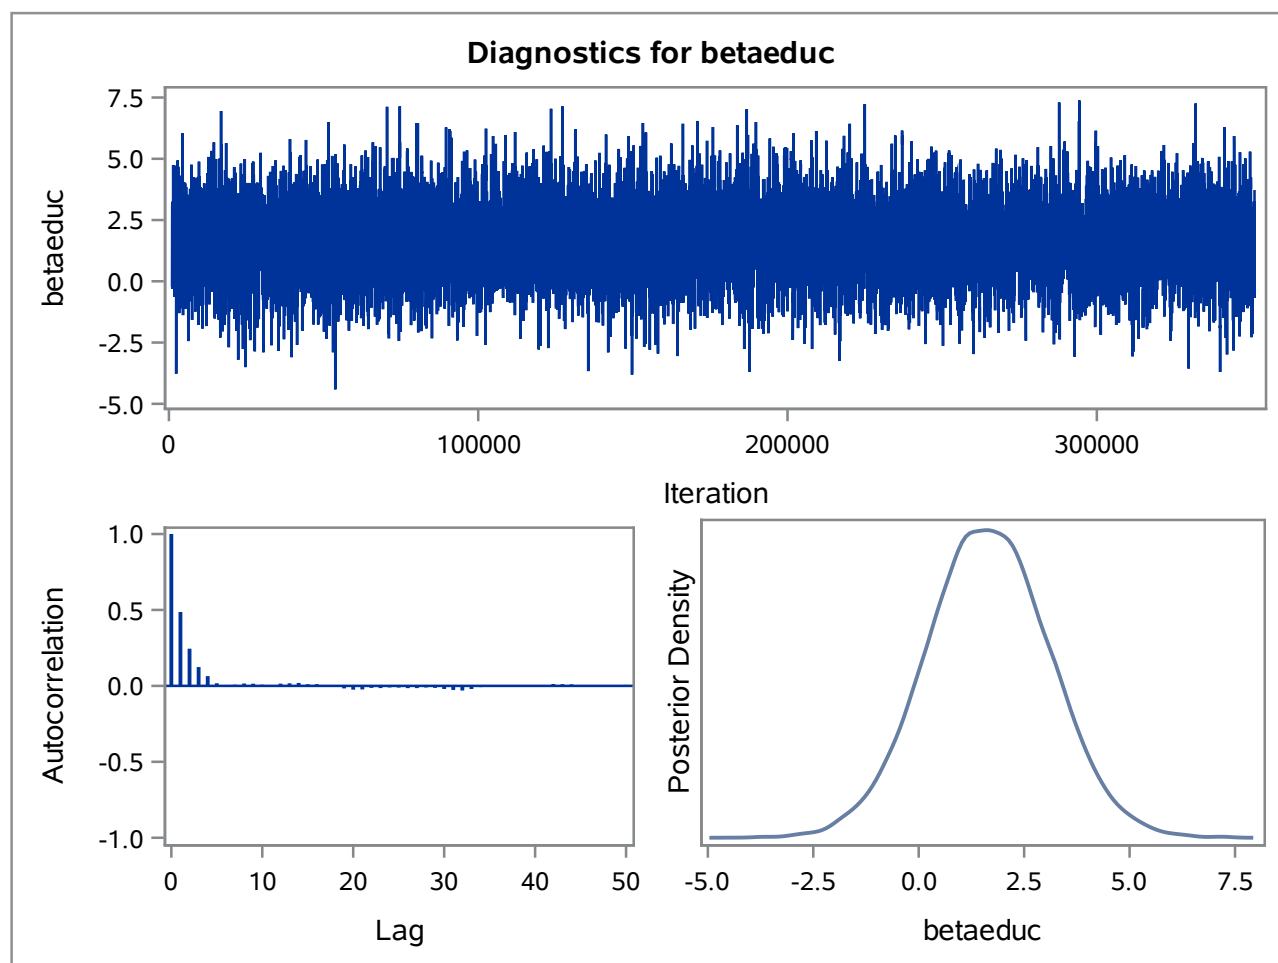 Diagnostics for betaeduc
7.5
5.0
2.5
0.0
-2.5
-5.0
betaeduc
0 100000 200000 300000
Iteration
1.0
0.5
0.0
-0.5
-1.0
Autocorrelation
0 10 20 30 40 50
Lag
Posterior Density
-5.0 -2.5 0.0 2.5 5.0 7.5
betaeduc